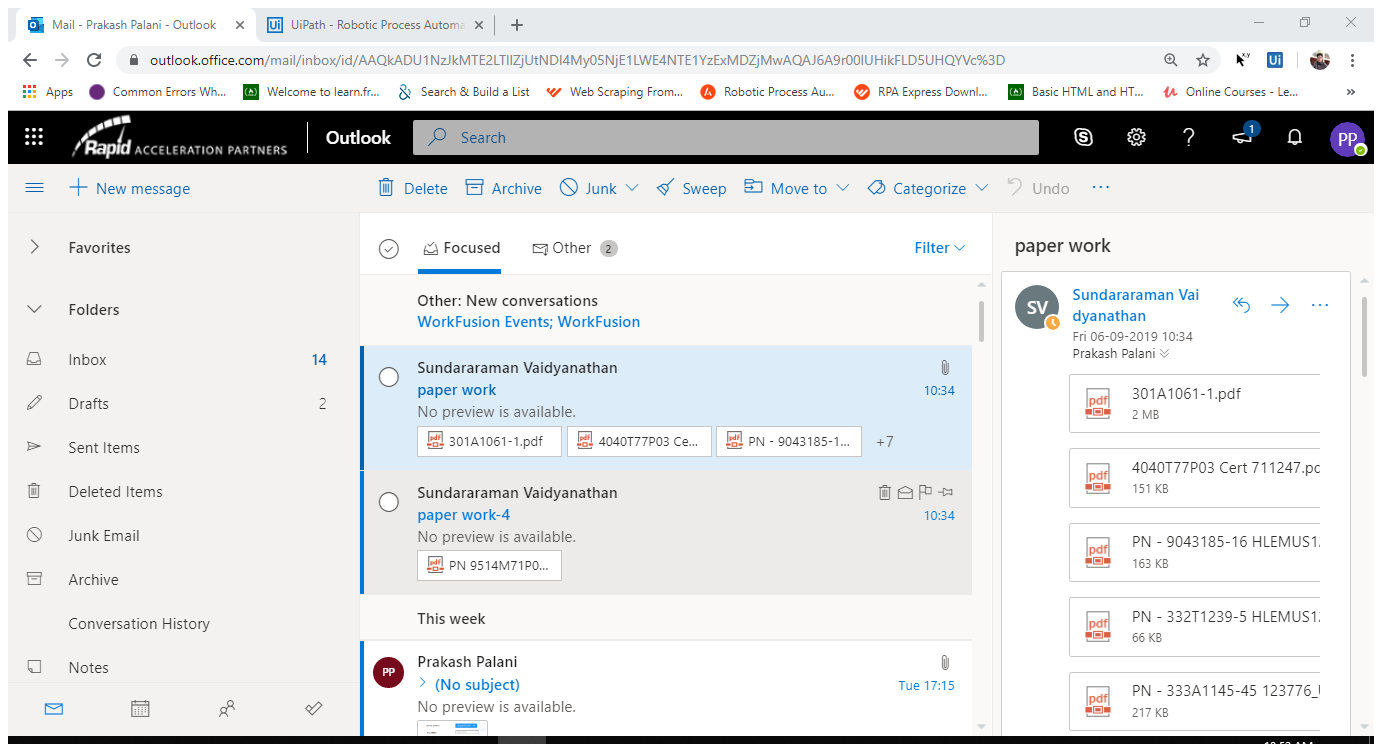 Mail - Prakash Palani - Outlook
UiPath - Robotic Process Automa
outlook.office.com/mail/inbox/id/AAQkADU1NzJkMTE2LTllZjUtNDI4My05NjE1LWE4NTE1YzExMDZjMwAQAJ6A9r00IUHikFLD5UHQYVc%3D
Apps
Common Errors Wh...
Welcome to learn.fr...
Search & Build a List
Web Scraping From...
Robotic Process Au...
RPA Express Downl...
Basic HTML and HT...
Online Courses - Le...
Rapid ACCELERATION PARTNERS
Outlook
Search
1
PP
New message
Delete
Archive
Junk
Sweep
Move to
Categorize
Undo
Favorites
Folders
Inbox 14
Drafts 2
Sent Items
Deleted Items
Junk Email
Archive
Conversation History
Notes
Focused
Other 2
Filter
Other: New conversations
WorkFusion Events; WorkFusion
Sundararaman Vaidyanathan
paper work 10:34
No preview is available.
301A1061-1.pdf
4040T77P03 Ce...
PN - 9043185-1...
+7
Sundararaman Vaidyanathan
paper work-4 10:34
No preview is available.
PN 9514M71P0...
This week
PP
Prakash Palani
(No subject) Tue 17:15
No preview is available.
paper work
SV
Sundararaman Vai
dyanathan
Fri 06-09-2019 10:34
Prakash Palani
301A1061-1.pdf
2 MB
4040T77P03 Cert 711247.pd
151 KB
PN - 9043185-16 HLEMUS12
163 KB
PN - 332T1239-5 HLEMUS12
66 KB
PN - 333A1145-45 123776_
217 KB